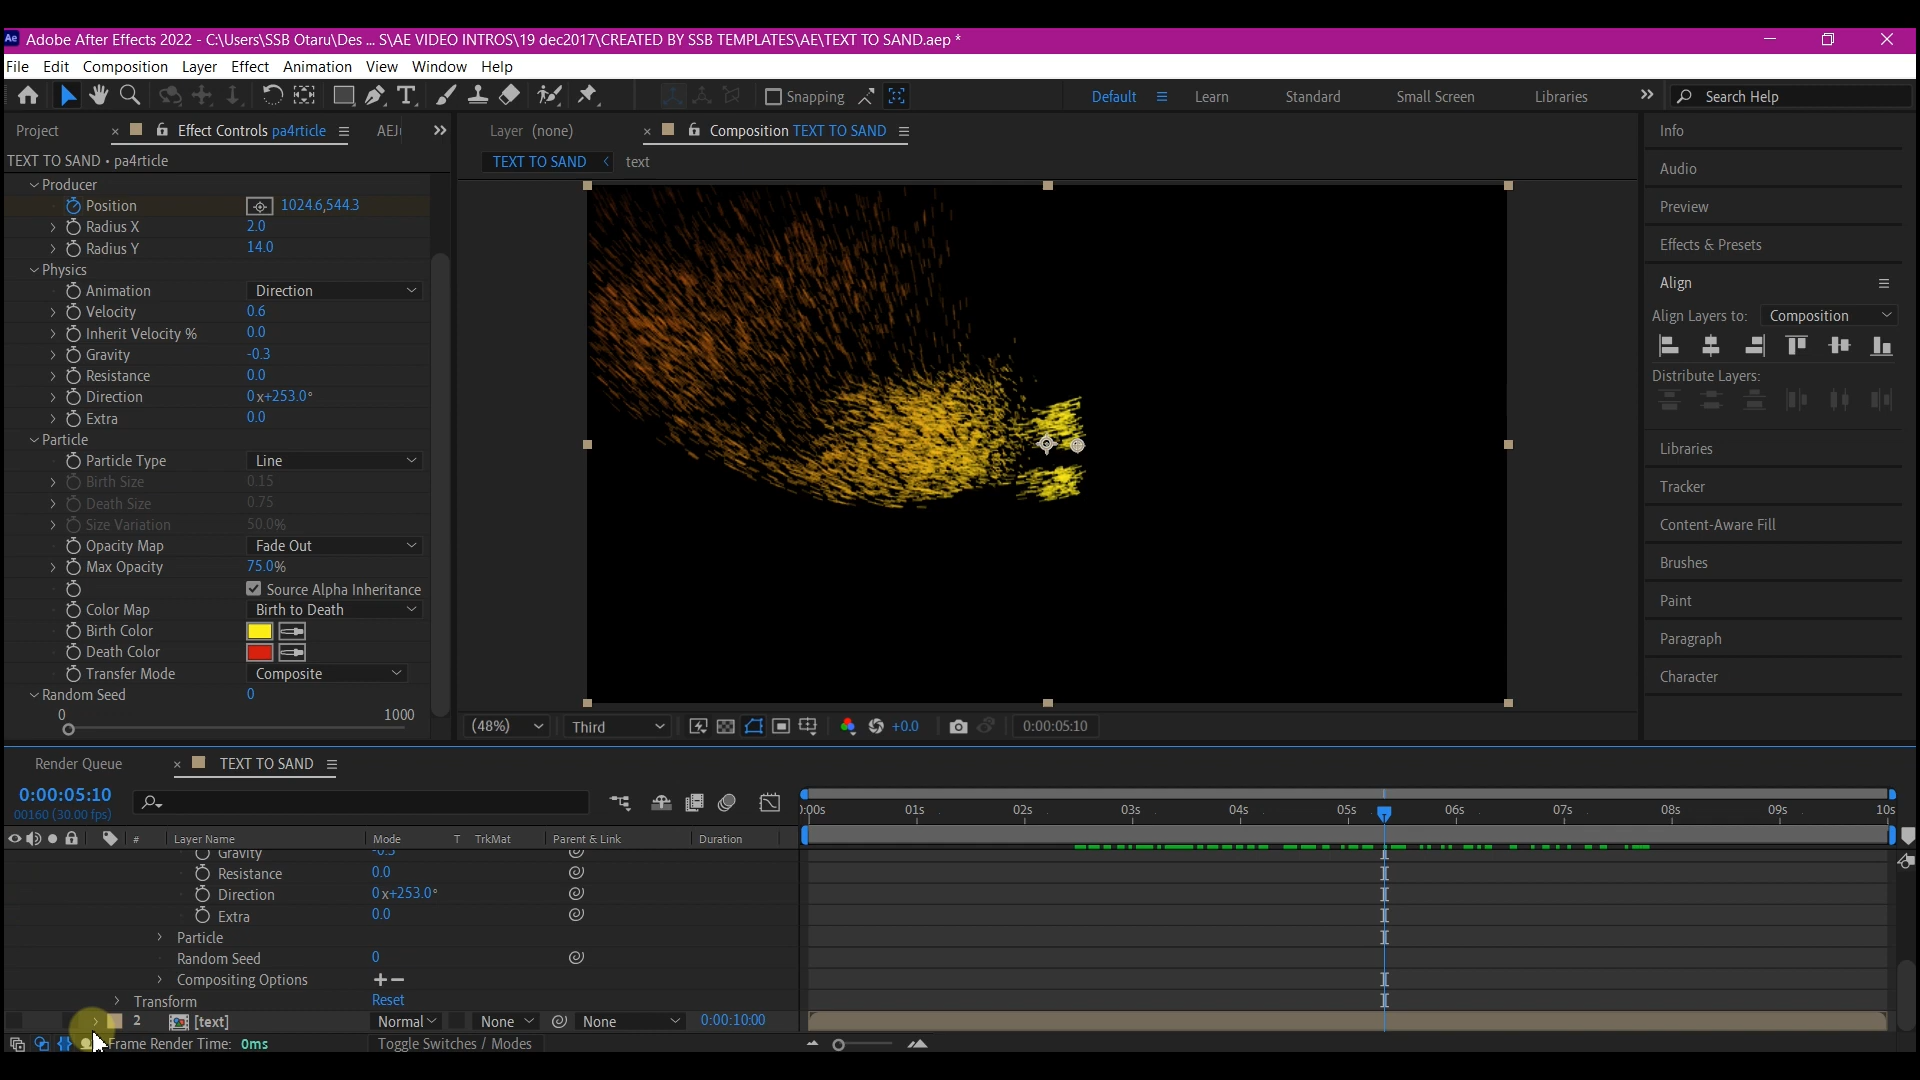 Ae Adobe After Effects 2022 - C:\Users\SSB Otaru\Des ... S\AE VIDEO INTROS\19 dec2017\CREATED BY SSB TEMPLATES\AE\TEXT TO SAND.aep *
File Edit Composition Layer Effect Animation View Window Help
Snapping Default Learn Standard Small Screen Libraries Search Help
Project Effect Controls pa4rticle Layer (none) Composition TEXT TO SAND
TEXT TO SAND • pa4rticle
TEXT TO SAND < text
Producer
Position 1024.6,544.3
Radius X 2.0
Radius Y 14.0
Physics
Animation Direction
Velocity 0.6
Inherit Velocity % 0.0
Gravity -0.3
Resistance 0.0
Direction 0x+253.0°
Extra 0.0
Particle
Particle Type Line
Birth Size 0.15
Death Size 0.75
Size Variation 50.0%
Opacity Map Fade Out
Max Opacity 75.0%
Source Alpha Inheritance
Color Map Birth to Death
Birth Color
Death Color
Transfer Mode Composite
Random Seed 0
0 1000
(48%) Third +0.0 0:00:05:10
Info
Audio
Preview
Effects & Presets
Align
Align Layers to: Composition
Distribute Layers:
Libraries
Tracker
Content-Aware Fill
Brushes
Paint
Paragraph
Character
Render Queue TEXT TO SAND
0:00:05:10
00160 (30.00 fps)
):00s 01s 02s 03s 04s 05s 06s 07s 08s 09s 10s
# Layer Name Mode T TrkMat Parent & Link Duration
Gravity -0.3
Resistance 0.0
Direction 0x+253.0°
Extra 0.0
Particle
Random Seed 0
Compositing Options + −
Transform Reset
2 [text] Normal None None 0:00:10:00
Frame Render Time: 0ms Toggle Switches / Modes